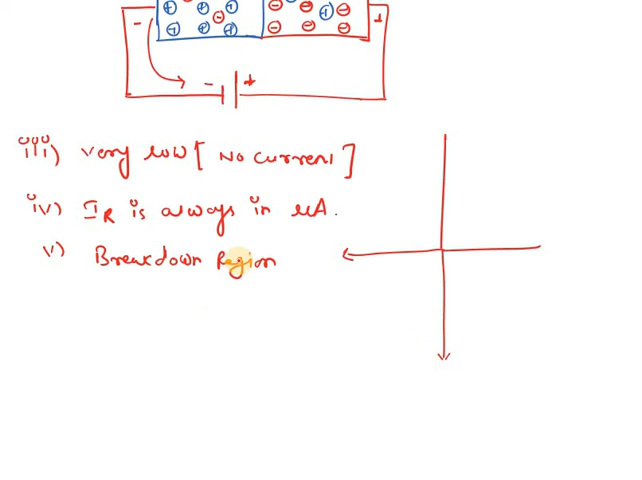 - +
- +
iii) very low [ No current ]
iv) IR is always in μA.
v) Breakdown Region